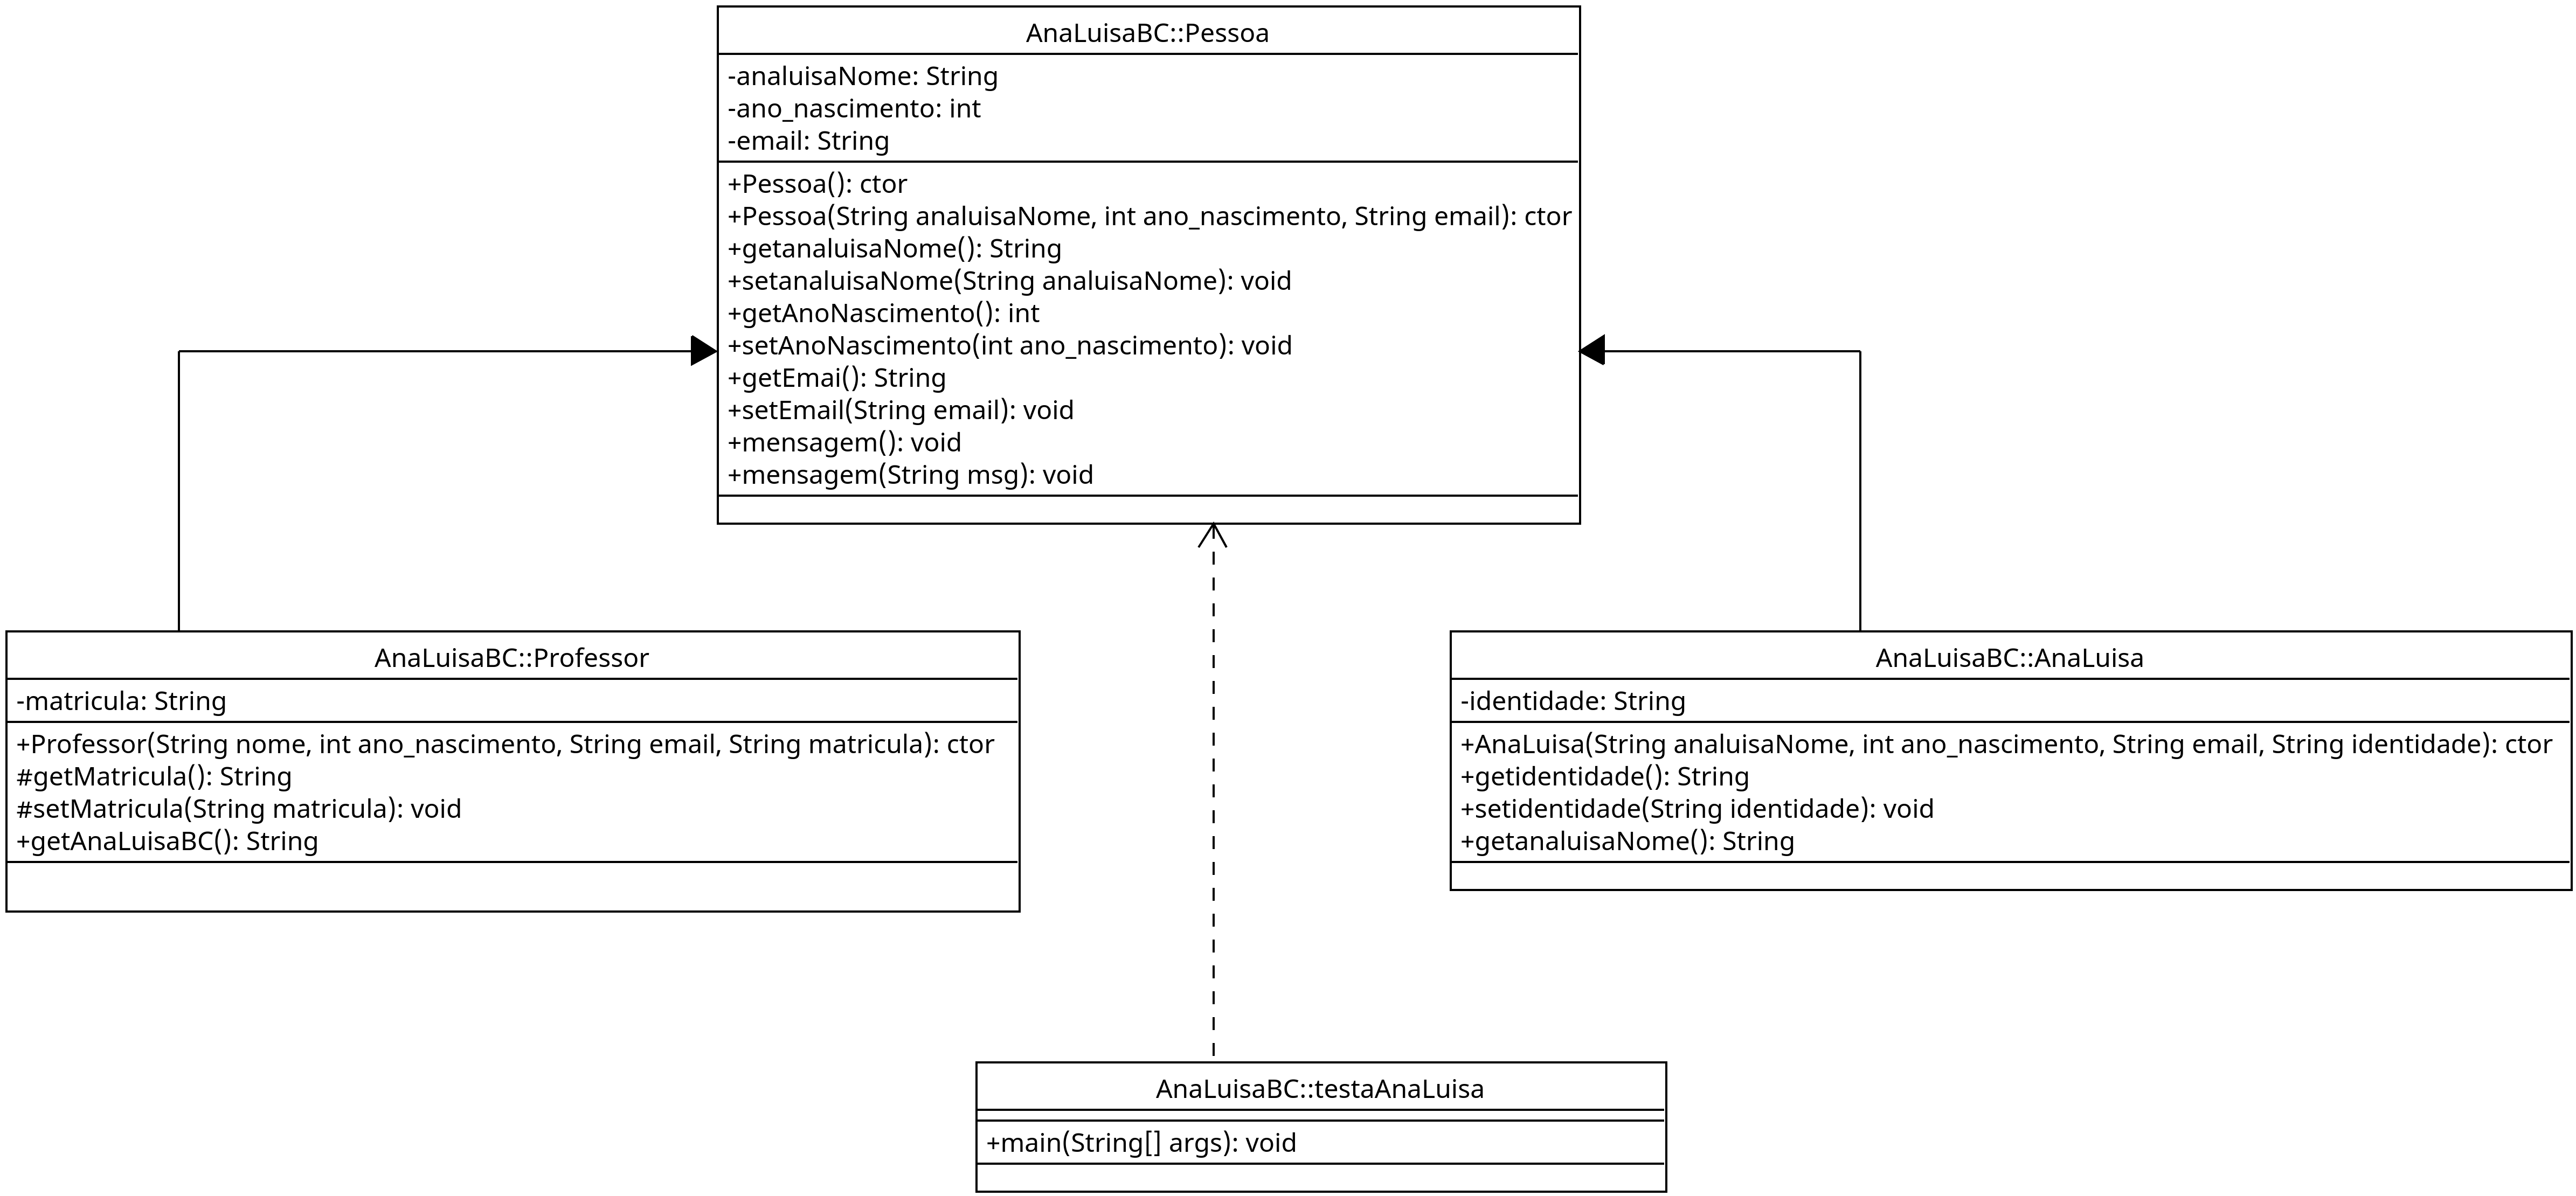 AnaLuisaBC::Pessoa
-analuisaNome: String
-ano_nascimento: int
-email: String
+Pessoa(): ctor
+Pessoa(String analuisaNome, int ano_nascimento, String email): ctor
+getanaluisaNome(): String
+setanaluisaNome(String analuisaNome): void
+getAnoNascimento(): int
+setAnoNascimento(int ano_nascimento): void
+getEmai(): String
+setEmail(String email): void
+mensagem(): void
+mensagem(String msg): void
AnaLuisaBC::Professor
-matricula: String
+Professor(String nome, int ano_nascimento, String email, String matricula): ctor
#getMatricula(): String
#setMatricula(String matricula): void
+getAnaLuisaBC(): String
AnaLuisaBC::AnaLuisa
-identidade: String
+AnaLuisa(String analuisaNome, int ano_nascimento, String email, String identidade): ctor
+getidentidade(): String
+setidentidade(String identidade): void
+getanaluisaNome(): String
AnaLuisaBC::testaAnaLuisa
+main(String[] args): void